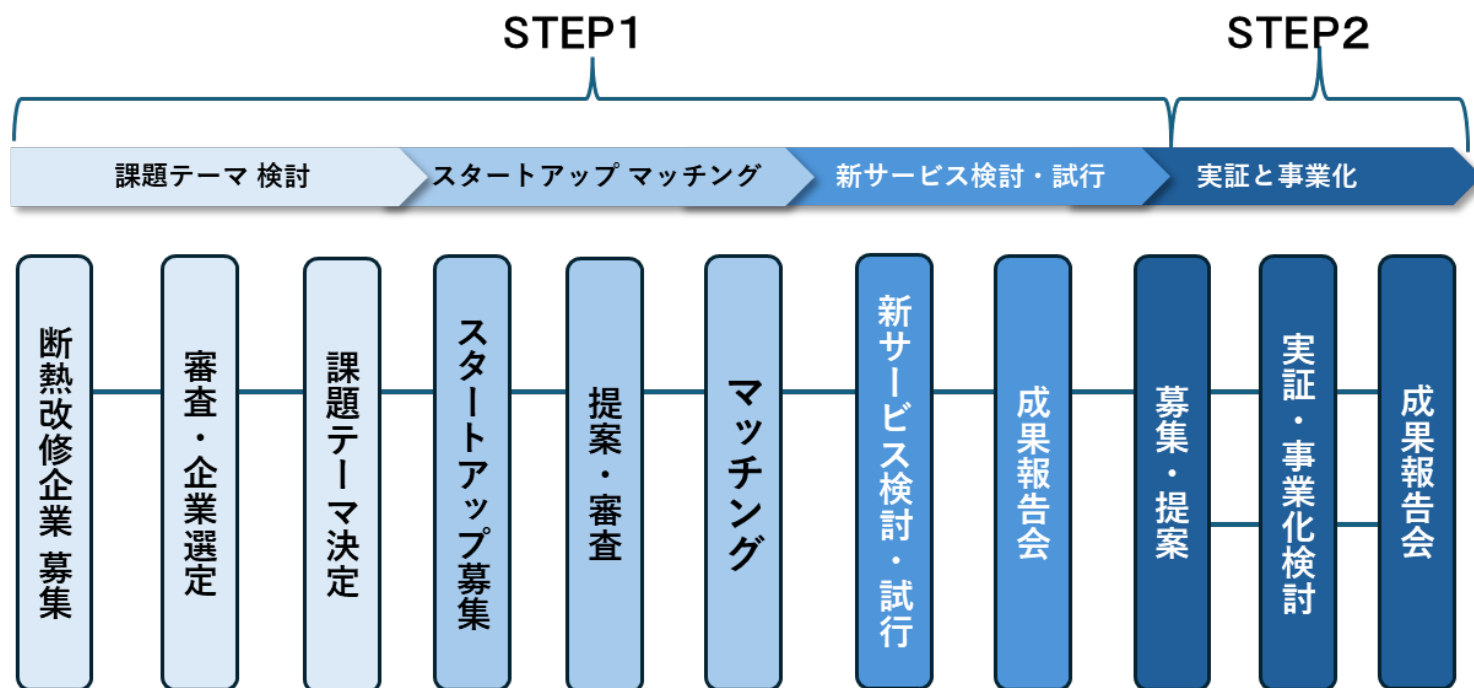 STEP1
STEP2
課題テーマ 検討
スタートアップ マッチング
新サービス検討・試行
実証と事業化
断熱改修企業 募集
審査・企業選定
課題テーマ決定
スタートアップ募集
提案・審査
マッチング
新サービス検討・試行
成果報告会
募集・提案
実証・事業化検討
成果報告会